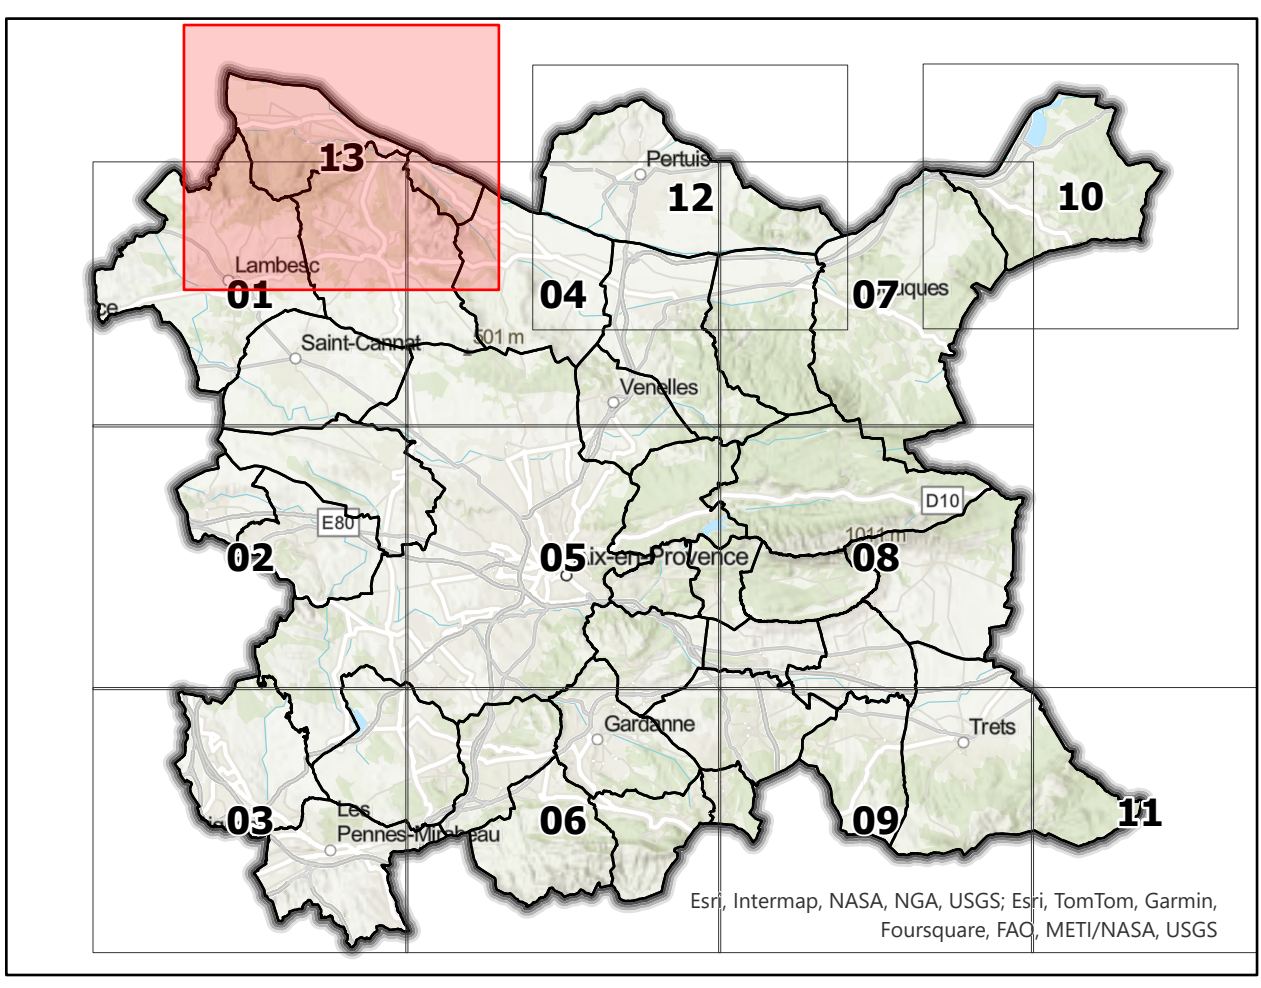 13
Pertuis
12
10
Lambesc
01
04
07
uques
ce
Saint-Cannat
501 m
Venelles
D10
E80
1011 m
02
05
Aix-en-Provence
08
Gardanne
Trets
03
Les
Pennes-Mirabeau
06
09
11
Esri, Intermap, NASA, NGA, USGS; Esri, TomTom, Garmin,
Foursquare, FAO, METI/NASA, USGS